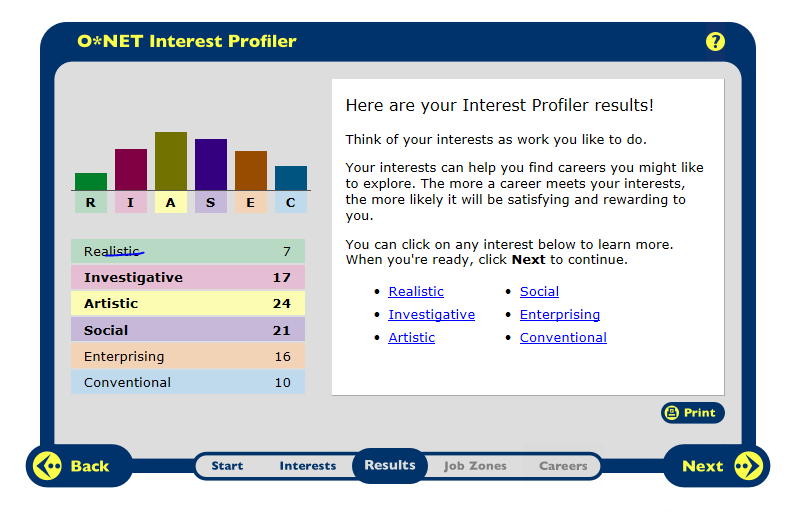 O*NET Interest Profiler
?
R I A S E C
Realistic 7
Investigative 17
Artistic 24
Social 21
Enterprising 16
Conventional 10
Here are your Interest Profiler results!
Think of your interests as work you like to do.
Your interests can help you find careers you might like
to explore. The more a career meets your interests,
the more likely it will be satisfying and rewarding to
you.
You can click on any interest below to learn more.
When you're ready, click Next to continue.
• Realistic • Social
• Investigative • Enterprising
• Artistic • Conventional
Print
Back Start Interests Results Job Zones Careers Next